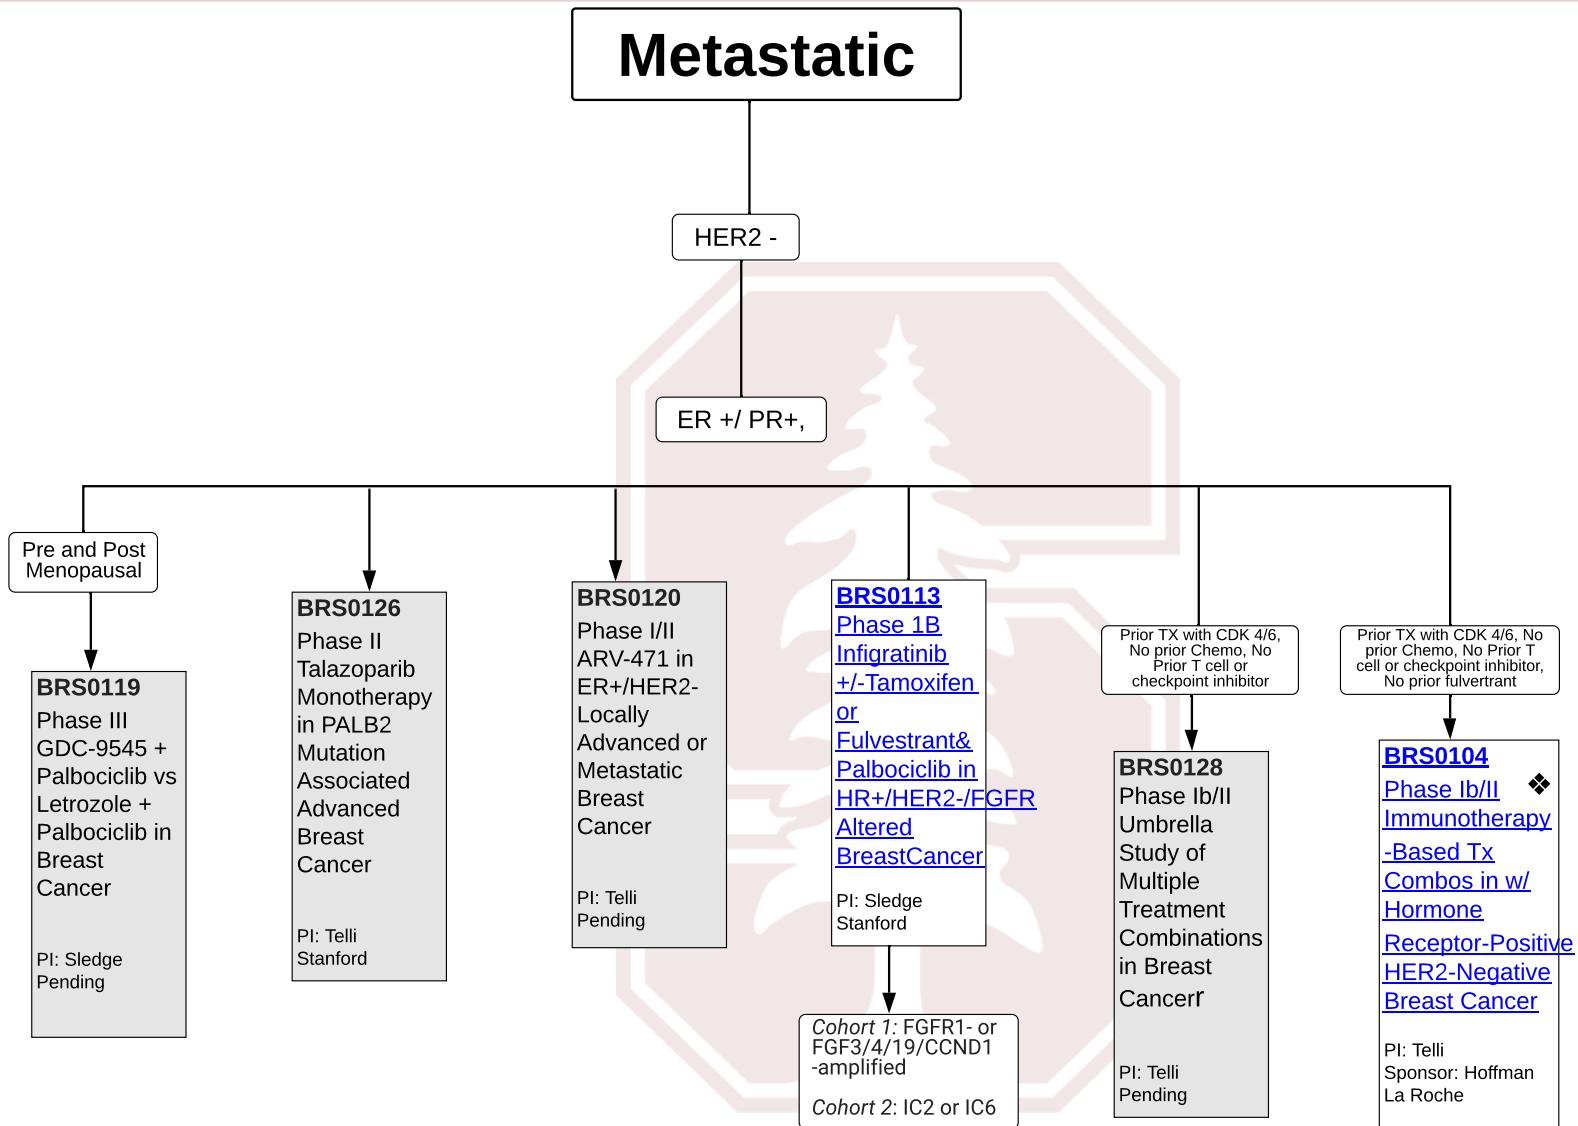 Metastatic
HER2 -
ER +/ PR+,
Pre and Post
Menopausal
BRS0119
Phase III
GDC-9545 +
Palbociclib vs
Letrozole +
Palbociclib in
Breast
Cancer
PI: Sledge
Pending
BRS0126
Phase II
Talazoparib
Monotherapy
in PALB2
Mutation
Associated
Advanced
Breast
Cancer
PI: Telli
Stanford
BRS0120
Phase I/II
ARV-471 in
ER+/HER2-
Locally
Advanced or
Metastatic
Breast
Cancer
PI: Telli
Pending
BRS0113
Phase 1B
Infigratinib
+/-Tamoxifen
or
Fulvestrant&
Palbociclib in
HR+/HER2-/FGFR
Altered
BreastCancer
PI: Sledge
Stanford
Cohort 1: FGFR1- or
FGF3/4/19/CCND1
-amplified
Cohort 2: IC2 or IC6
Prior TX with CDK 4/6,
No prior Chemo, No
Prior T cell or
checkpoint inhibitor
BRS0128
Phase Ib/II
Umbrella
Study of
Multiple
Treatment
Combinations
in Breast
Cancerr
PI: Telli
Pending
Prior TX with CDK 4/6, No
prior Chemo, No Prior T
cell or checkpoint inhibitor,
No prior fulvertrant
BRS0104
Phase Ib/II ❖
Immunotherapy
-Based Tx
Combos in w/
Hormone
Receptor-Positive
HER2-Negative
Breast Cancer
PI: Telli
Sponsor: Hoffman
La Roche